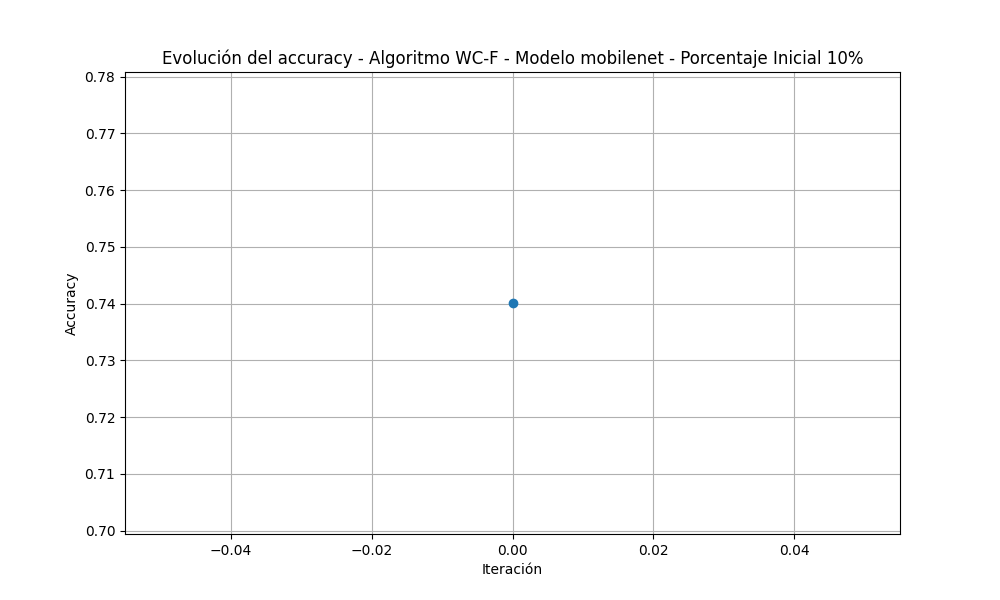 Evolución del accuracy - Algoritmo WC-F - Modelo mobilenet - Porcentaje Inicial 10%
0.78
0.77
0.76
0.75
0.74
0.73
0.72
0.71
0.70
Accuracy
−0.04 −0.02 0.00 0.02 0.04
Iteración